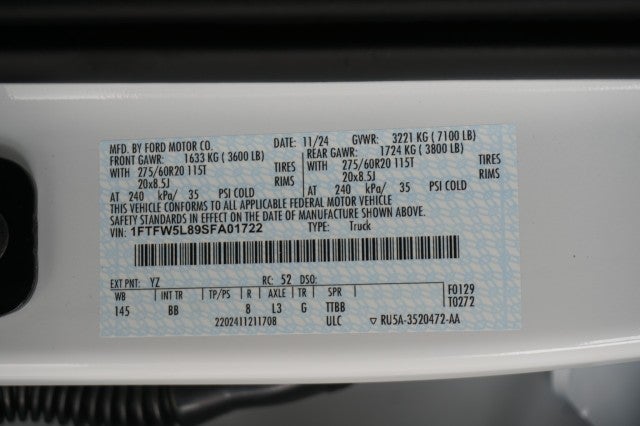 MFD. BY FORD MOTOR CO. DATE: 11/24 GVWR: 3221 KG ( 7100 LB)
FRONT GAWR: 1633 KG ( 3600 LB) REAR GAWR: 1724 KG ( 3800 LB)
WITH 275/60R20 115T TIRES WITH 275/60R20 115T TIRES
20x8.5J RIMS 20x8.5J RIMS
AT 240 kPa/ 35 PSI COLD AT 240 kPa/ 35 PSI COLD
THIS VEHICLE CONFORMS TO ALL APPLICABLE FEDERAL MOTOR VEHICLE
SAFETY STANDARDS IN EFFECT ON THE DATE OF MANUFACTURE SHOWN ABOVE.
VIN: 1FTFW5L89SFA01722 TYPE: Truck
EXT PNT: YZ RC: 52 DSO: F0129
WB INT TR TP/PS R AXLE TR SPR T0272
145 BB 8 L3 G TTBB
2202411211708 ULC ▽ RU5A-3520472-AA